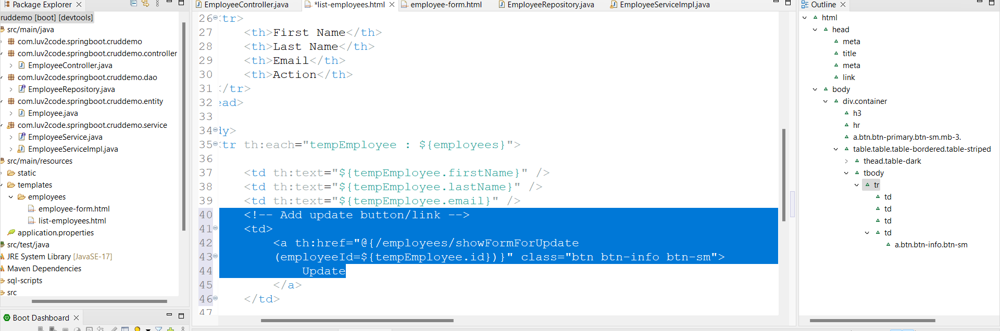 Package Explorer
ruddemo [boot] [devtools]
src/main/java
com.luv2code.springboot.cruddemo
com.luv2code.springboot.cruddemo.controller
EmployeeController.java
com.luv2code.springboot.cruddemo.dao
EmployeeRepository.java
com.luv2code.springboot.cruddemo.entity
Employee.java
com.luv2code.springboot.cruddemo.service
EmployeeService.java
EmployeeServiceImpl.java
src/main/resources
static
templates
employees
employee-form.html
list-employees.html
application.properties
src/test/java
JRE System Library [JavaSE-17]
Maven Dependencies
sql-scripts
src
Boot Dashboard
EmployeeController.java *list-employees.html employee-form.html EmployeeRepository.java EmployeeServiceImpl.java
26 tr>
27 <th>First Name</th>
28 <th>Last Name</th>
29 <th>Email</th>
30 <th>Action</th>
31 /tr>
32 ead>
33
34 dy>
35 tr th:each="tempEmployee : ${employees}">
36
37 <td th:text="${tempEmployee.firstName}" />
38 <td th:text="${tempEmployee.lastName}" />
39 <td th:text="${tempEmployee.email}" />
40 <!-- Add update button/link -->
41 <td>
42 <a th:href="@{/employees/showFormForUpdate
43 (employeeId=${tempEmployee.id})}" class="btn btn-info btn-sm">
44 Update
45 </a>
46 </td>
47
Outline
html
head
meta
title
meta
link
body
div.container
h3
hr
a.btn.btn-primary.btn-sm.mb-3.
table.table.table-bordered.table-striped
thead.table-dark
tbody
tr
td
td
td
td
a.btn.btn-info.btn-sm